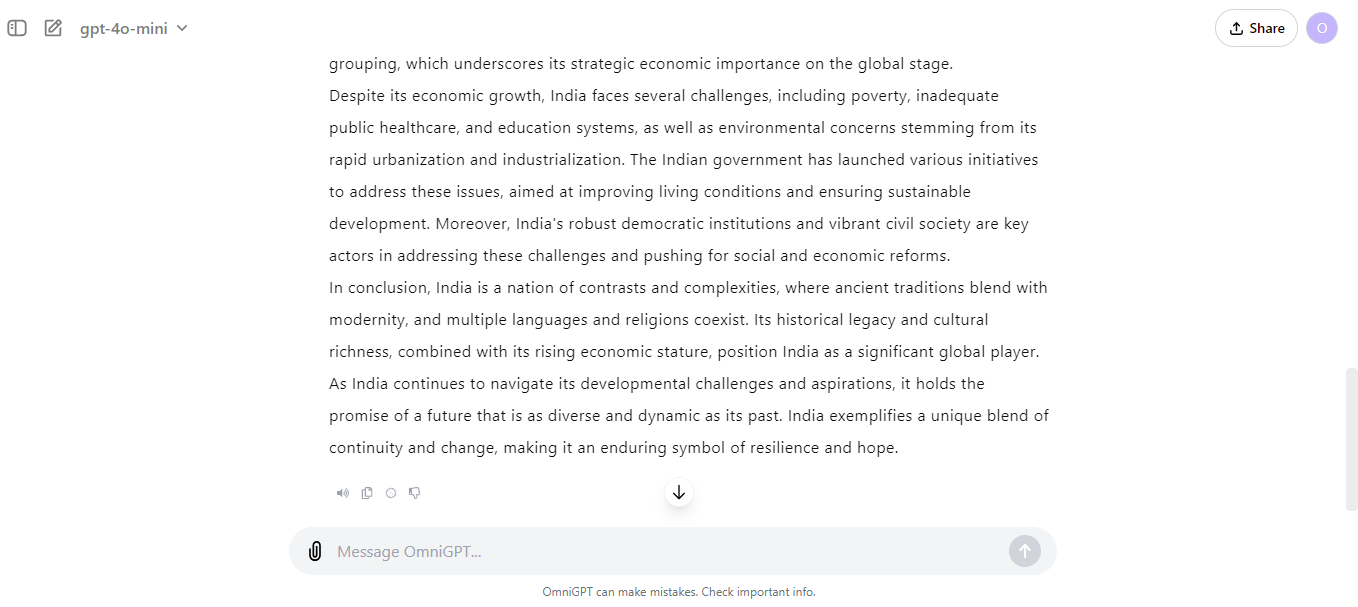 gpt-4o-mini
Share
O
grouping, which underscores its strategic economic importance on the global stage.
Despite its economic growth, India faces several challenges, including poverty, inadequate
public healthcare, and education systems, as well as environmental concerns stemming from its
rapid urbanization and industrialization. The Indian government has launched various initiatives
to address these issues, aimed at improving living conditions and ensuring sustainable
development. Moreover, India's robust democratic institutions and vibrant civil society are key
actors in addressing these challenges and pushing for social and economic reforms.
In conclusion, India is a nation of contrasts and complexities, where ancient traditions blend with
modernity, and multiple languages and religions coexist. Its historical legacy and cultural
richness, combined with its rising economic stature, position India as a significant global player.
As India continues to navigate its developmental challenges and aspirations, it holds the
promise of a future that is as diverse and dynamic as its past. India exemplifies a unique blend of
continuity and change, making it an enduring symbol of resilience and hope.
Message OmniGPT...
OmniGPT can make mistakes. Check important info.